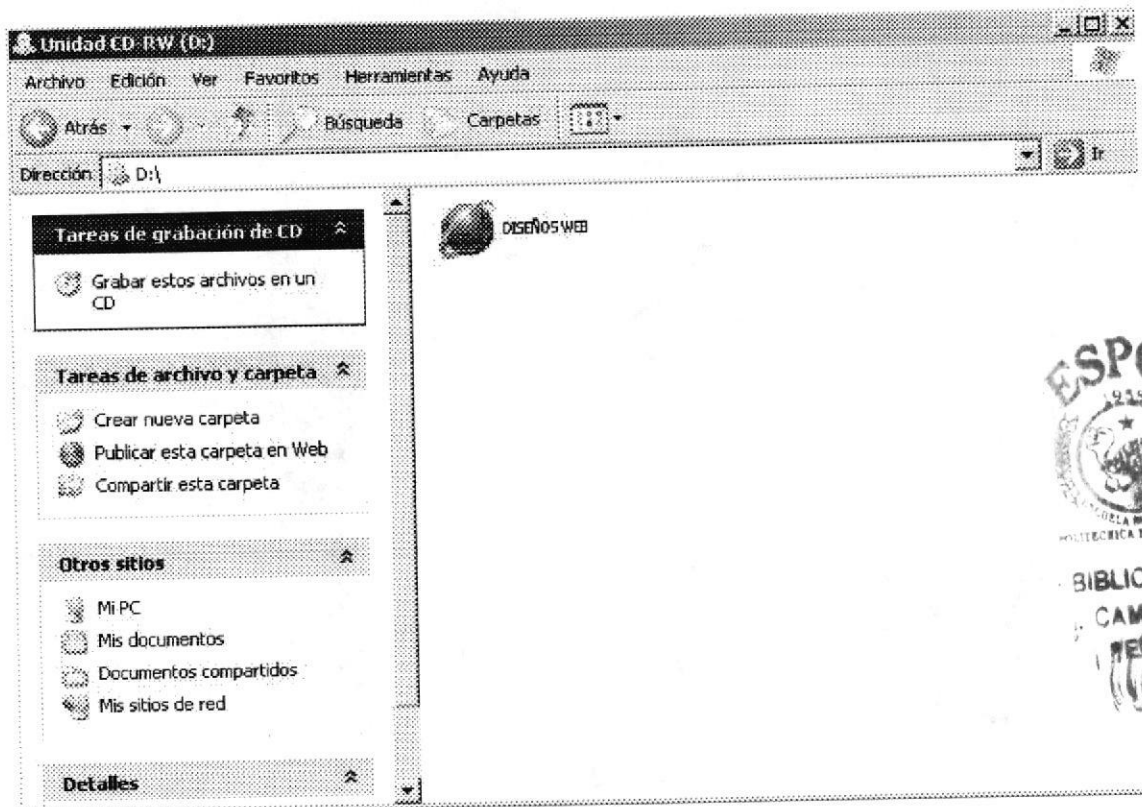 Unidad CD-RW (D:)
Archivo Edición Ver Favoritos Herramientas Ayuda
Atrás Búsqueda Carpetas
Dirección D:\ Ir
Tareas de grabación de CD
Grabar estos archivos en un
CD
Tareas de archivo y carpeta
Crear nueva carpeta
Publicar esta carpeta en Web
Compartir esta carpeta
Otros sitios
Mi PC
Mis documentos
Documentos compartidos
Mis sitios de red
Detalles
DISEÑOS WEB
ESPO
BIBLIO
CAM